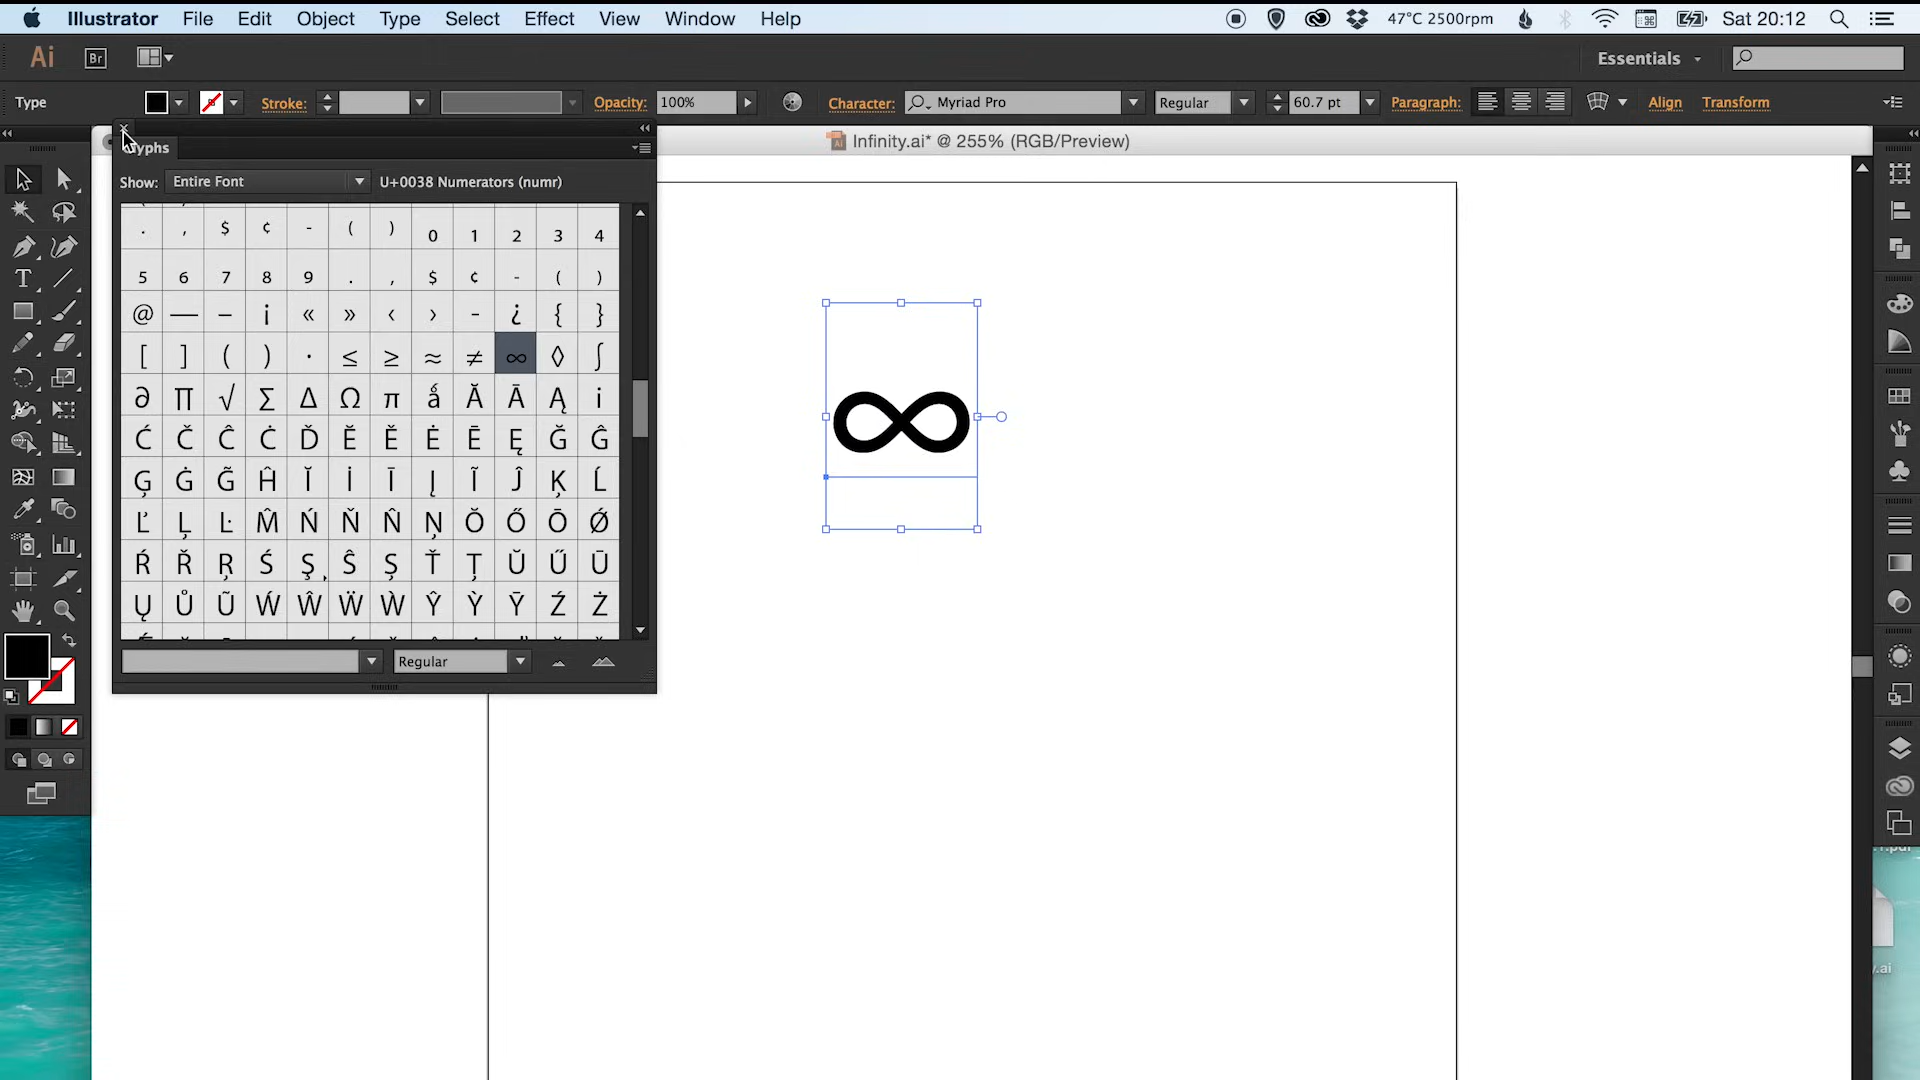 Illustrator File Edit Object Type Select Effect View Window Help 47°C 2500rpm Sat 20:12
Ai Br Essentials
Type Stroke: Opacity: 100% Character: Myriad Pro Regular 60.7 pt Paragraph: Align Transform
Infinity.ai* @ 255% (RGB/Preview)
Show: Entire Font U+0038 Numerators (numr)
. , $ ¢ - ( ) 0 1 2 3 4
5 6 7 8 9 . , $ ¢ - ( )
@ — – ¡ « » ‹ › - ¿ { }
[ ] ( ) · ≤ ≥ ≈ ≠ ∞ ◊ ∫
∂ ∏ √ ∑ Δ Ω π ǻ Ă Ā Ą i
Ć Č Ĉ Ċ Ď Ĕ Ě Ė Ē Ę Ğ Ĝ
Ģ Ġ G̃ Ĥ Ĭ İ Ī Į Ĩ Ĵ Ķ Ĺ
Ľ Ļ Ŀ M̂ Ń Ň N̂ Ņ Ŏ Ő Ō Ǿ
Ŕ Ř Ŗ Ś Ş Ŝ Ș Ť Ț Ŭ Ű Ū
Ų Ů Ũ Ẃ Ŵ Ẅ Ẁ Ŷ Ỳ Ȳ Ź Ż
Regular
∞
T